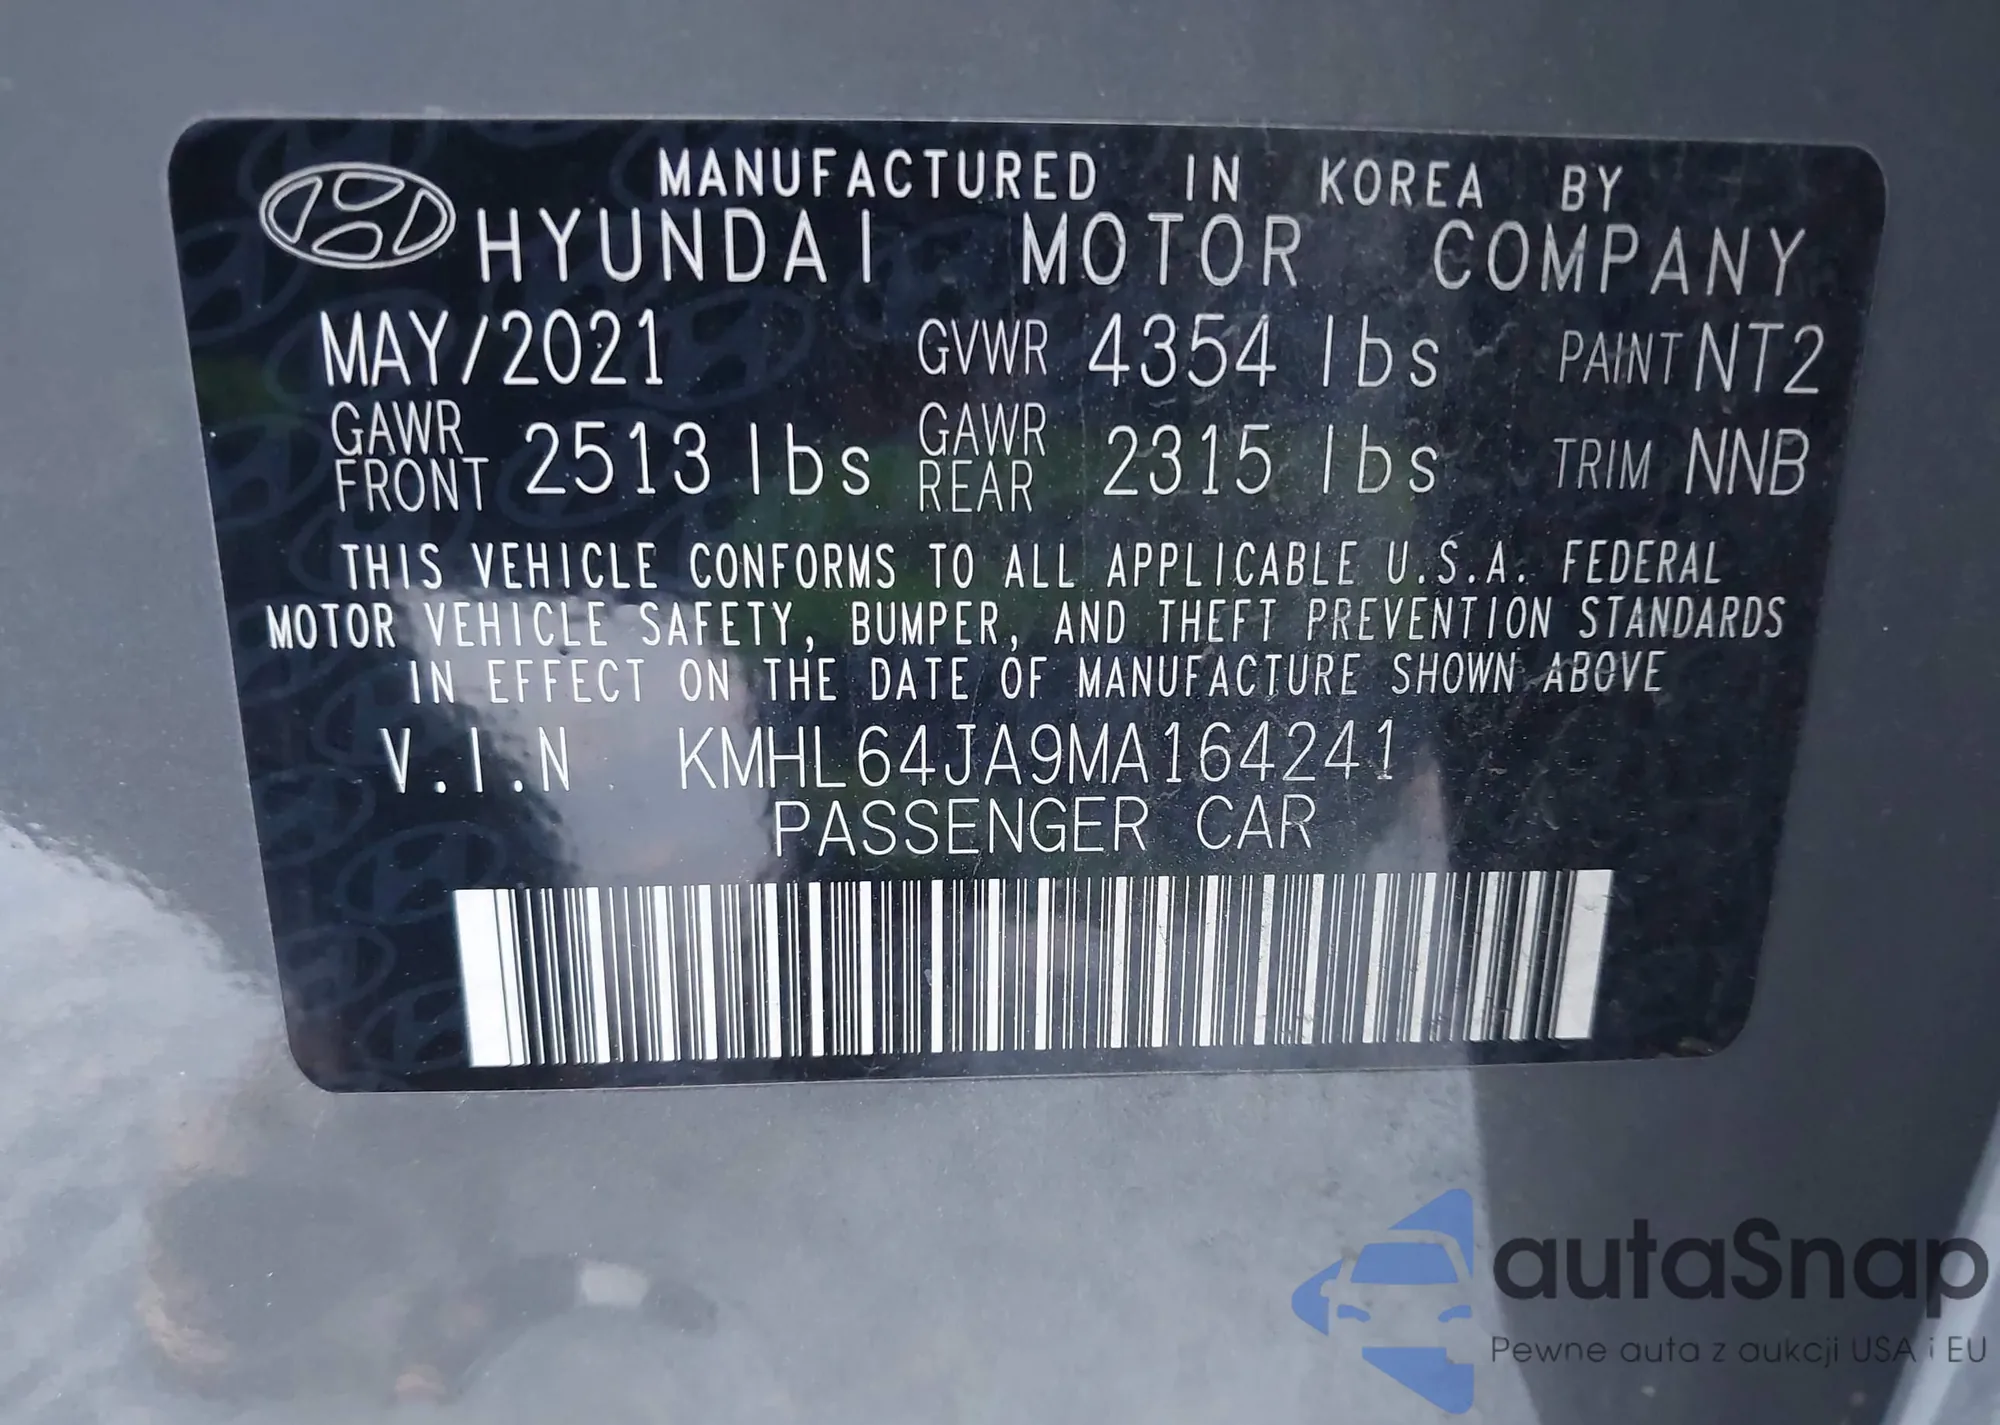 MANUFACTURED IN KOREA BY
HYUNDAI MOTOR COMPANY
MAY/2021 GVWR 4354 lbs PAINT NT2
GAWR FRONT 2513 lbs GAWR REAR 2315 lbs TRIM NNB
THIS VEHICLE CONFORMS TO ALL APPLICABLE U.S.A. FEDERAL
MOTOR VEHICLE SAFETY, BUMPER, AND THEFT PREVENTION STANDARDS
IN EFFECT ON THE DATE OF MANUFACTURE SHOWN ABOVE
V.I.N KMHL64JA9MA164241
PASSENGER CAR
autaSnap
Pewne auta z aukcji USA i EU